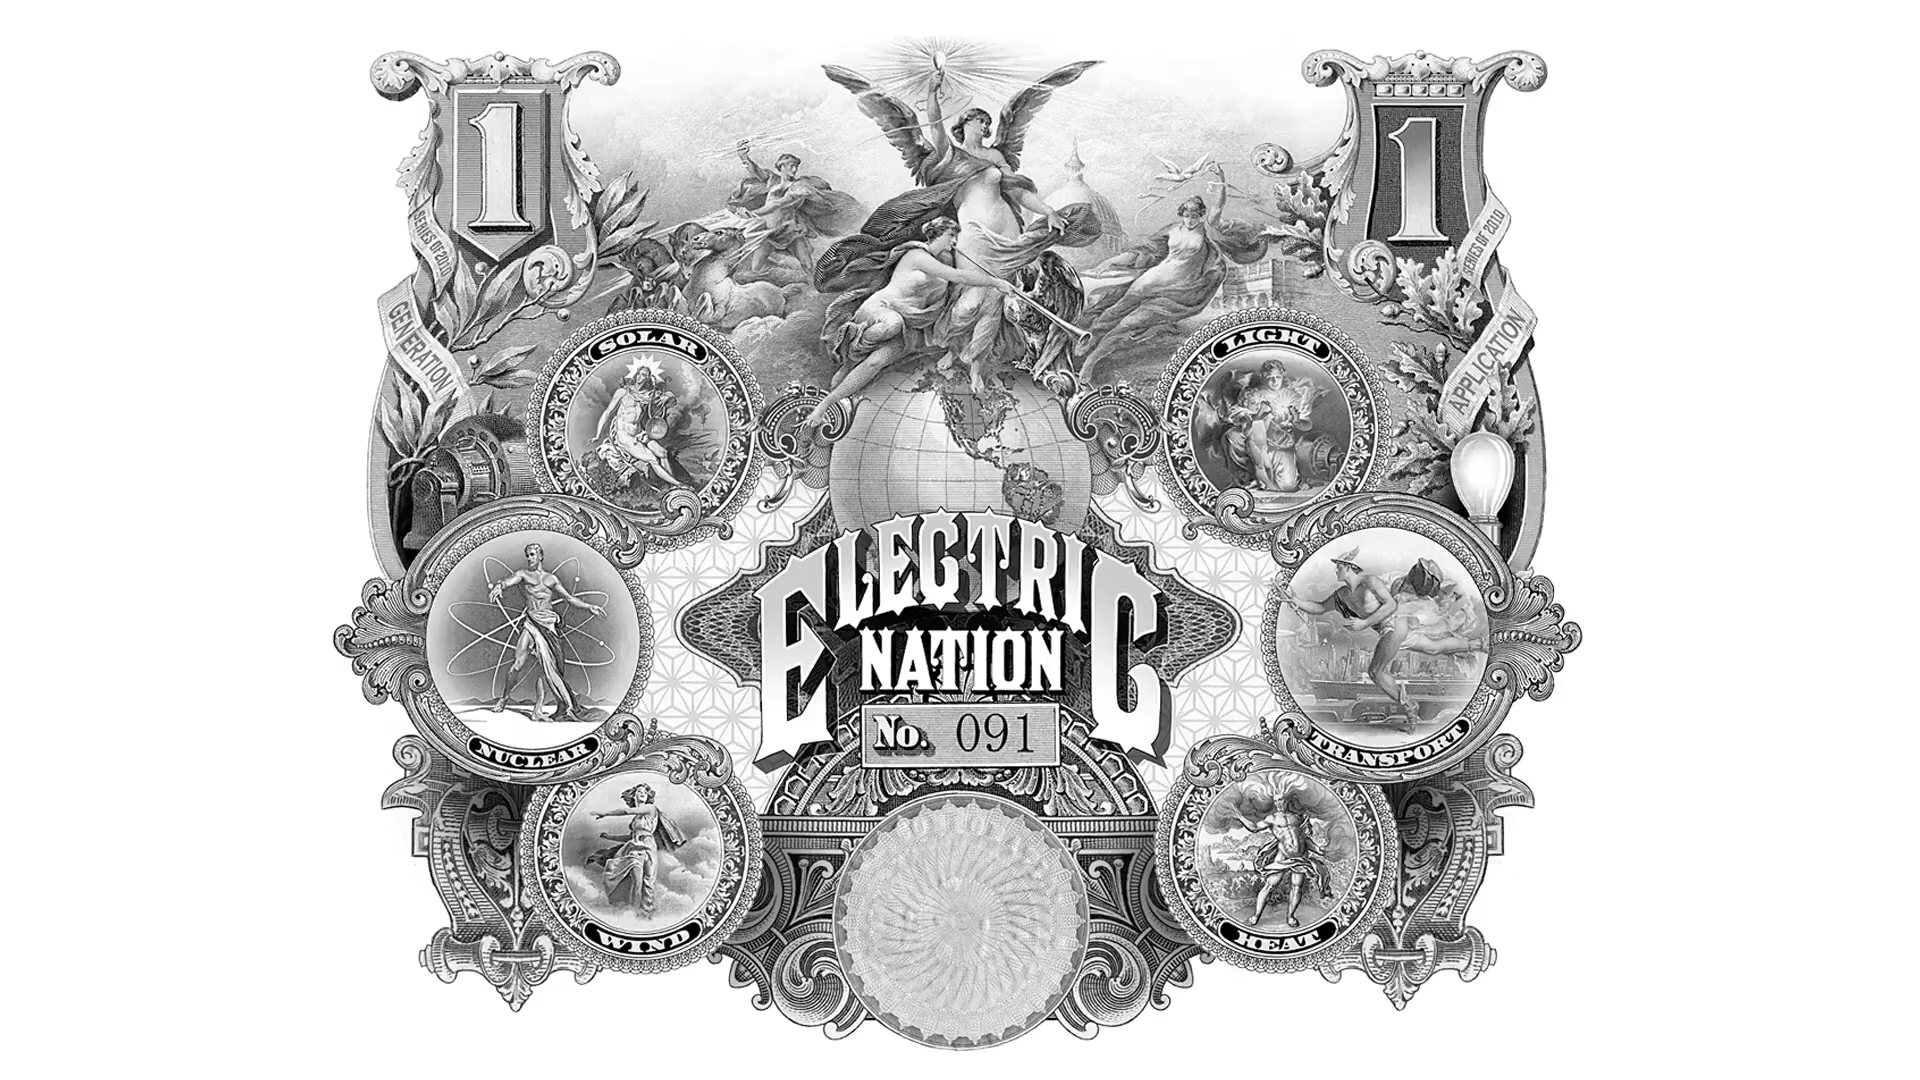 1
1
SERIES OF 2010
SERIES OF 2010
GENERATION
APPLICATION
SOLAR
LIGHT
ELECTRIC
NATION
No. 091
NUCLEAR
TRANSPORT
WIND
HEAT